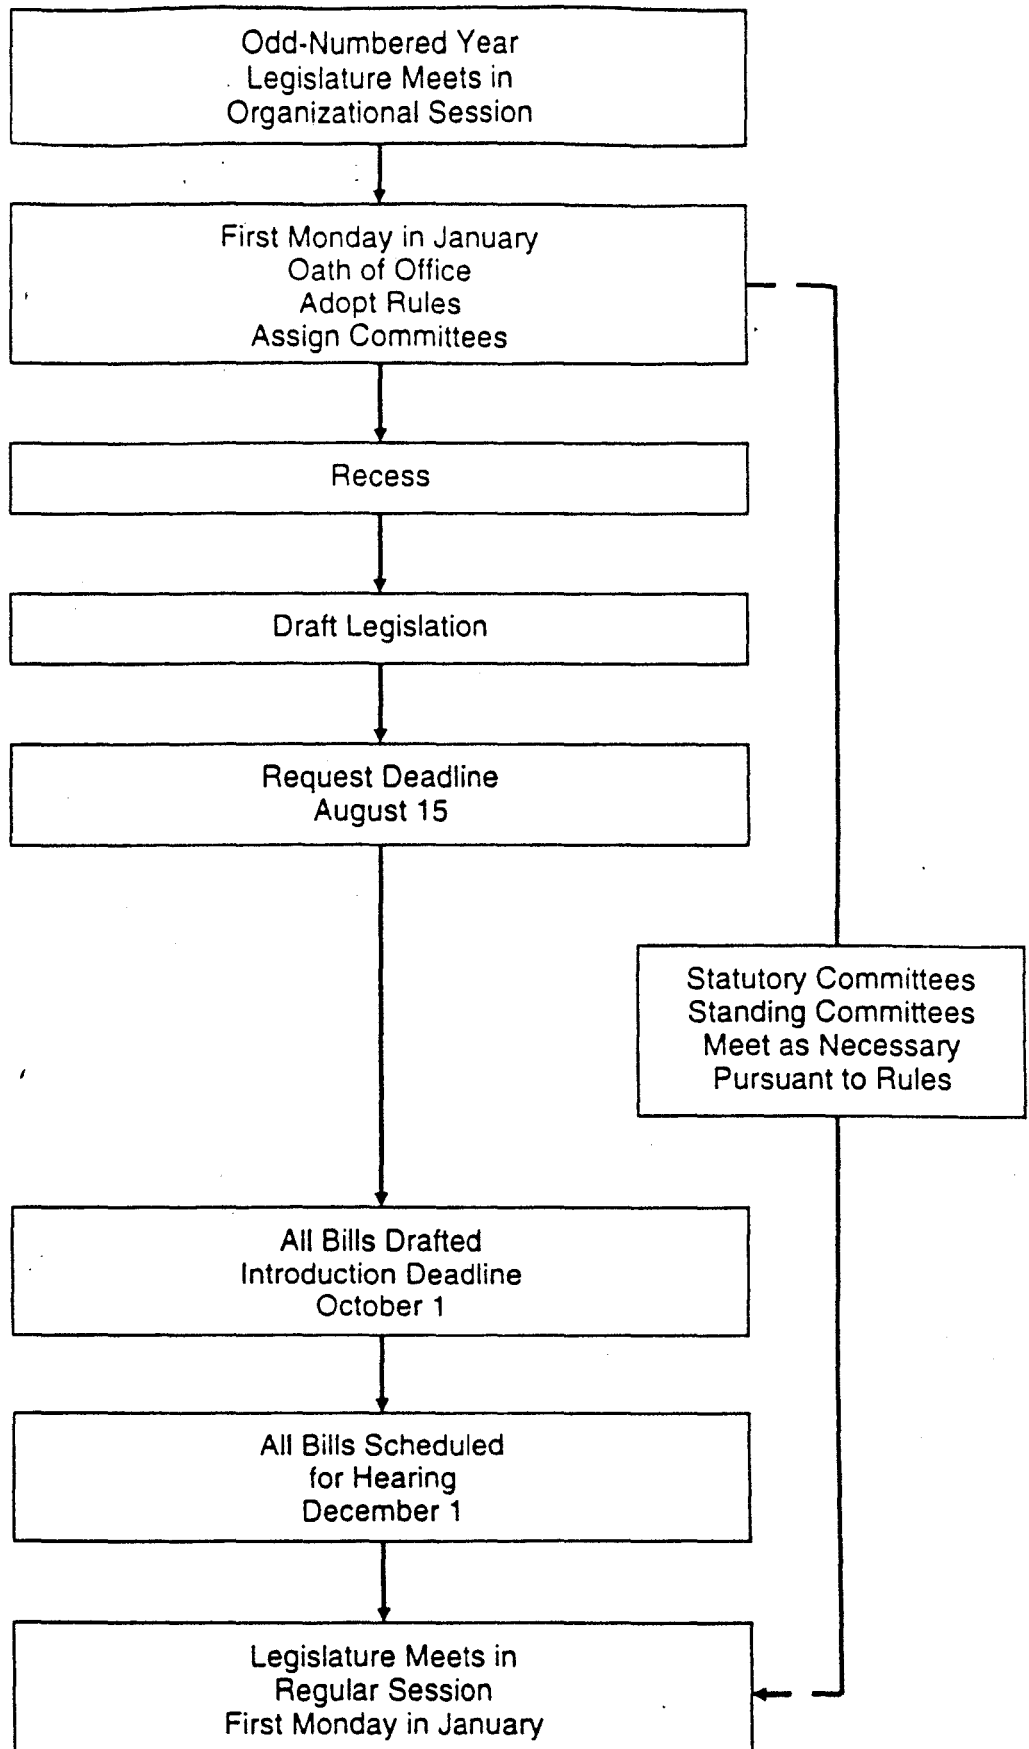 Odd-Numbered Year
Legislature Meets in
Organizational Session
First Monday in January
Oath of Office
Adopt Rules
Assign Committees
Recess
Draft Legislation
Request Deadline
August 15
Statutory Committees
Standing Committees
Meet as Necessary
Pursuant to Rules
All Bills Drafted
Introduction Deadline
October 1
All Bills Scheduled
for Hearing
December 1
Legislature Meets in
Regular Session
First Monday in January